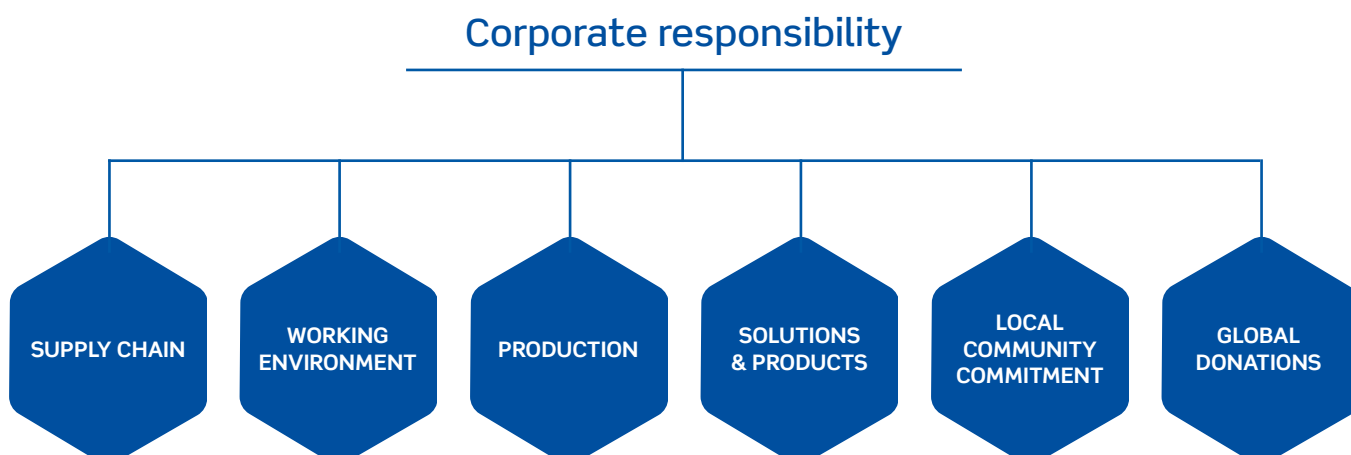 Corporate responsibility
SUPPLY CHAIN
WORKING
ENVIRONMENT
PRODUCTION
SOLUTIONS
& PRODUCTS
LOCAL
COMMUNITY
COMMITMENT
GLOBAL
DONATIONS